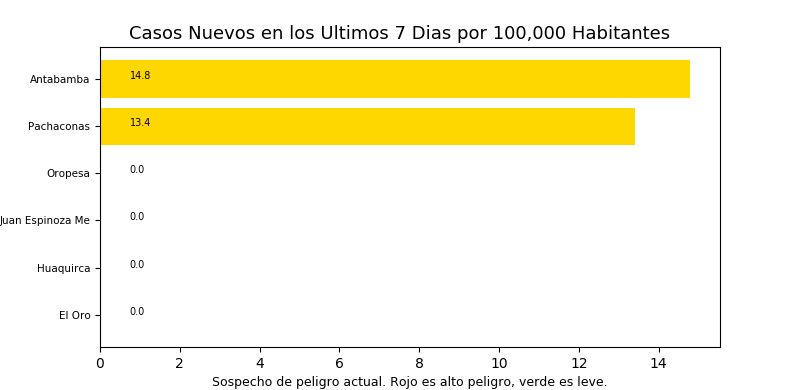 Casos Nuevos en los Ultimos 7 Dias por 100,000 Habitantes
Antabamba 14.8
Pachaconas 13.4
Oropesa 0.0
Juan Espinoza Me 0.0
Huaquirca 0.0
El Oro 0.0
0 2 4 6 8 10 12 14
Sospecho de peligro actual. Rojo es alto peligro, verde es leve.